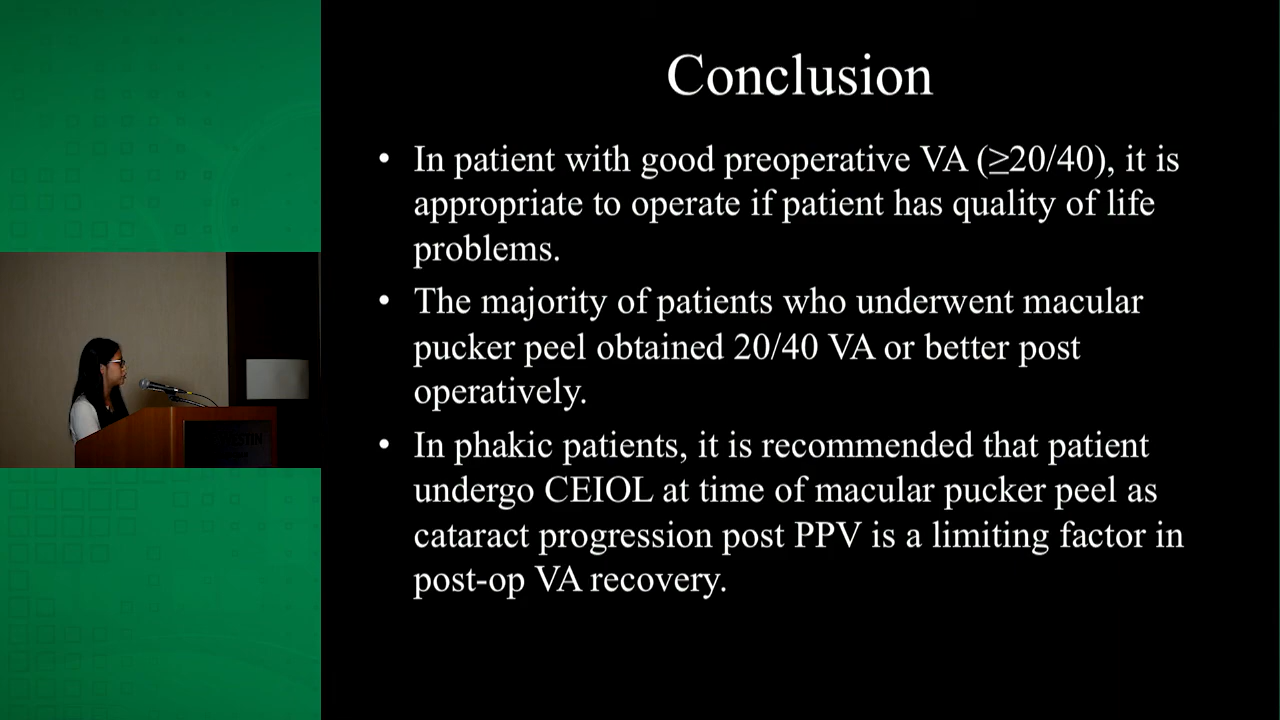 Conclusion
• In patient with good preoperative VA (≥20/40), it is
appropriate to operate if patient has quality of life
problems.
• The majority of patients who underwent macular
pucker peel obtained 20/40 VA or better post
operatively.
• In phakic patients, it is recommended that patient
undergo CEIOL at time of macular pucker peel as
cataract progression post PPV is a limiting factor in
post-op VA recovery.